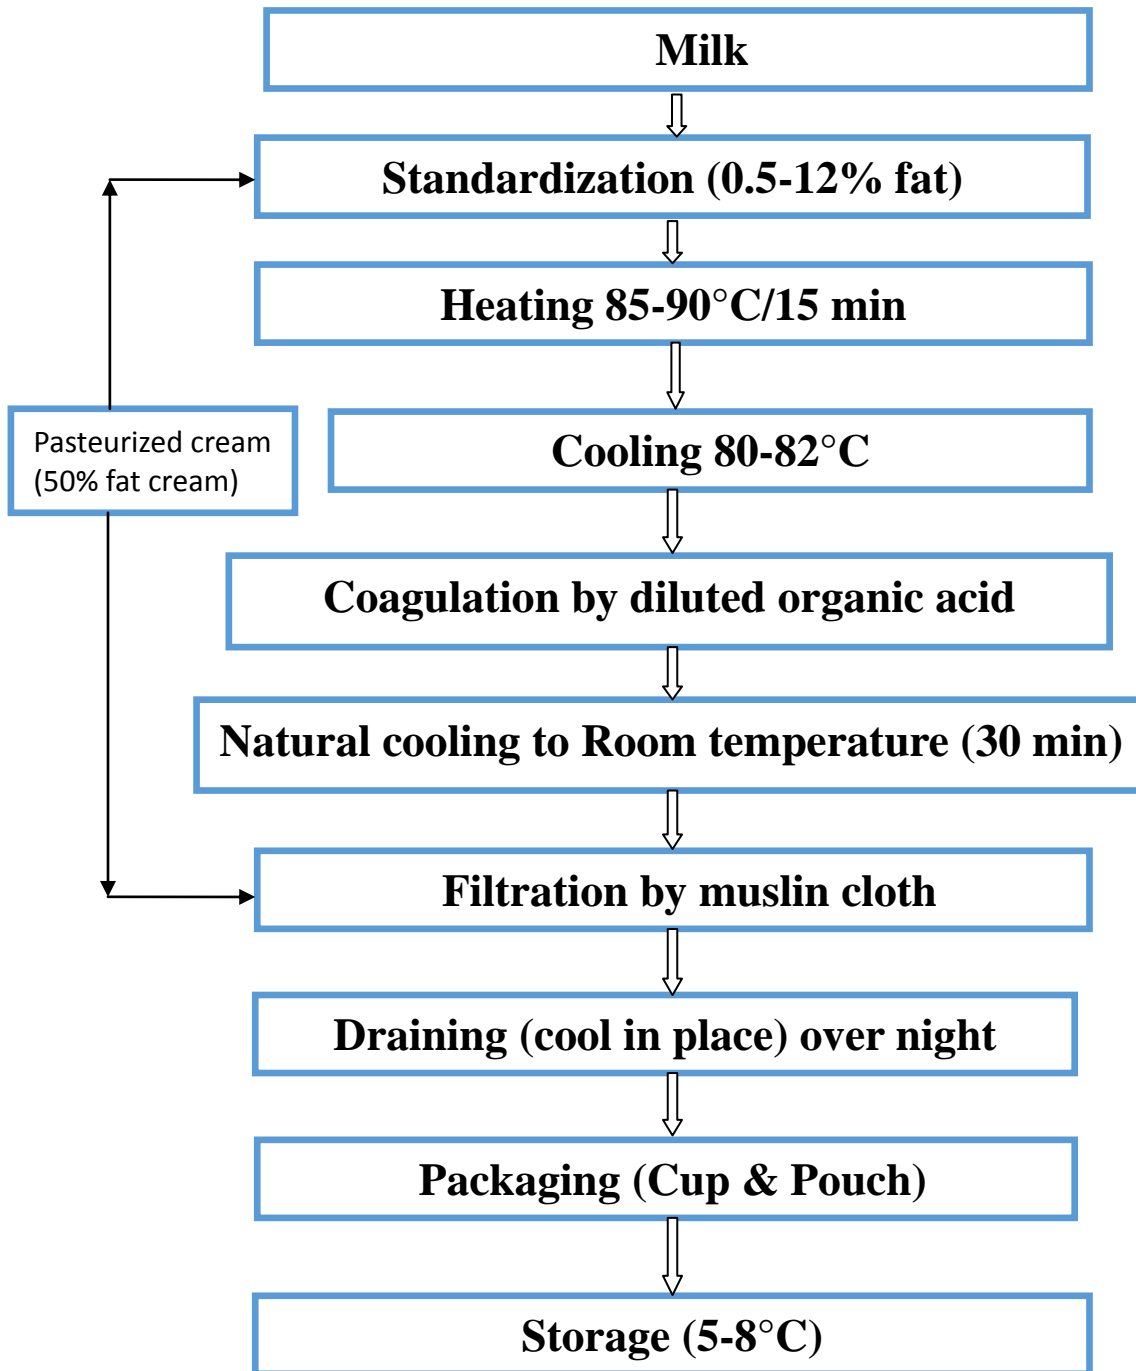 Milk
Standardization (0.5-12% fat)
Heating 85-90°C/15 min
Pasteurized cream
(50% fat cream)
Cooling 80-82°C
Coagulation by diluted organic acid
Natural cooling to Room temperature (30 min)
Filtration by muslin cloth
Draining (cool in place) over night
Packaging (Cup & Pouch)
Storage (5-8°C)